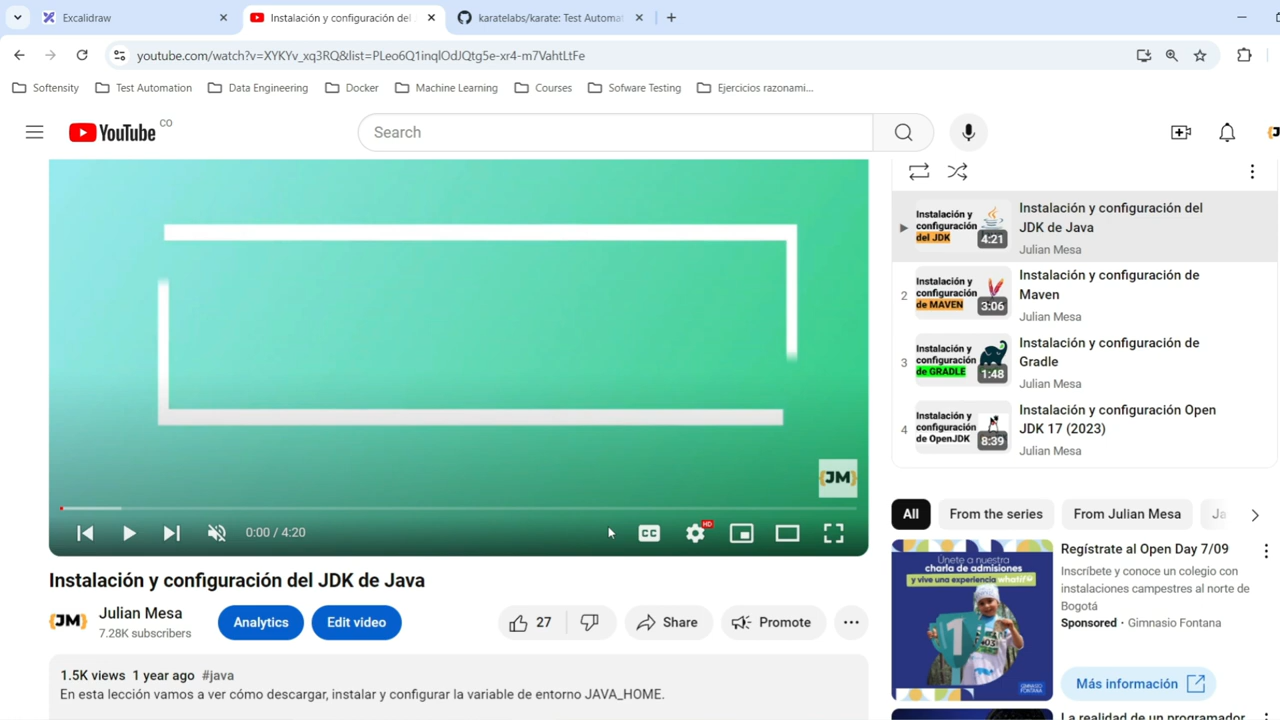 Excalidraw
Instalación y configuración del
karatelabs/karate: Test Automat
youtube.com/watch?v=XYKYv_xq3RQ&list=PLeo6Q1inqlOdJQtg5e-xr4-m7VahtLtFe
Softensity
Test Automation
Data Engineering
Docker
Machine Learning
Courses
Sofware Testing
Ejercicios razonami...
YouTube CO
Search
{JM}
0:00 / 4:20
CC
HD
Instalación y configuración del JDK de Java
{JM}
Julian Mesa
7.28K subscribers
Analytics
Edit video
27
Share
Promote
1.5K views 1 year ago #java
En esta lección vamos a ver cómo descargar, instalar y configurar la variable de entorno JAVA_HOME.
Instalación y
configuración
del JDK
4:21
Instalación y configuración del
JDK de Java
Julian Mesa
2
Instalación y
configuración
de MAVEN
3:06
Instalación y configuración de
Maven
Julian Mesa
3
Instalación y
configuración
de GRADLE
1:48
Instalación y configuración de
Gradle
Julian Mesa
4
Instalación y
configuración
de OpenJDK
8:39
Instalación y configuración Open
JDK 17 (2023)
Julian Mesa
All
From the series
From Julian Mesa
Ja
Únete a nuestra
charla de admisiones
y vive una experiencia whatif
1
GIMNASIO
FONTANA
Regístrate al Open Day 7/09
Inscríbete y conoce un colegio con
instalaciones campestres al norte de
Bogotá
Sponsored · Gimnasio Fontana
Más información
La realidad de un programador